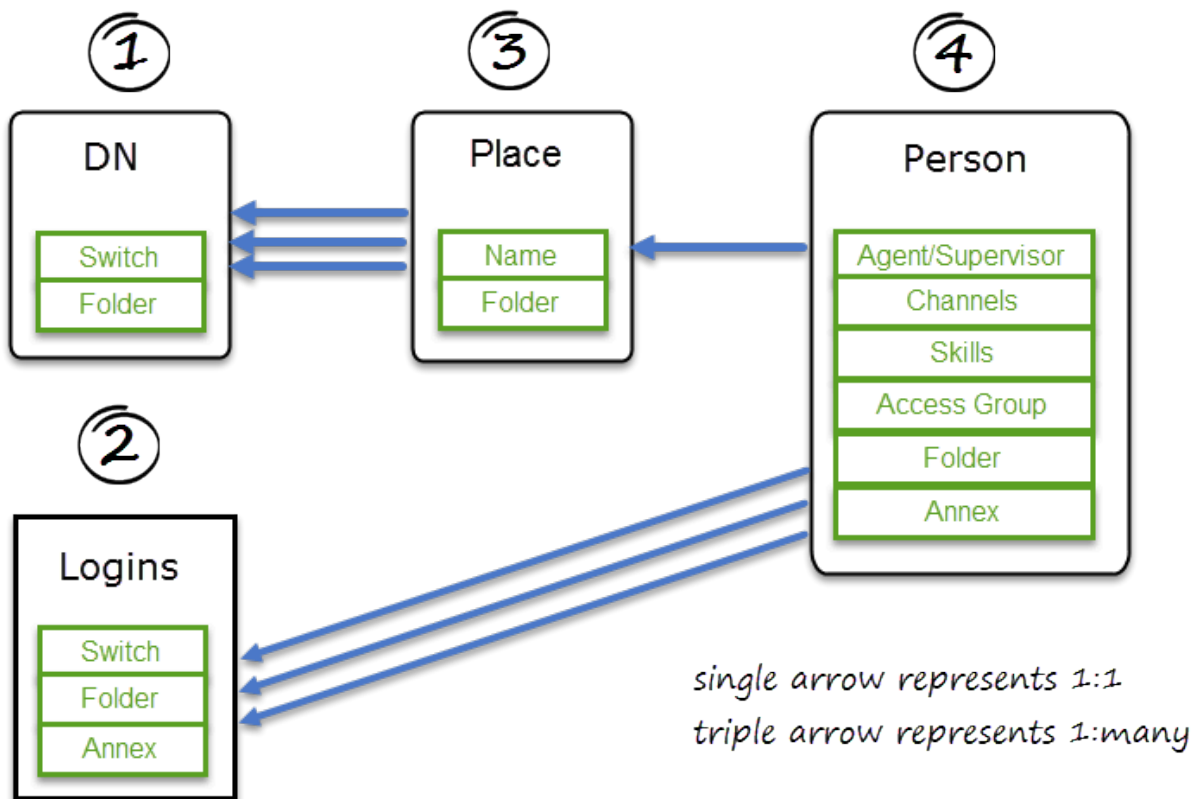 1
DN
Switch
Folder
3
Place
Name
Folder
4
Person
Agent/Supervisor
Channels
Skills
Access Group
Folder
Annex
2
Logins
Switch
Folder
Annex
single arrow represents 1:1
triple arrow represents 1:many